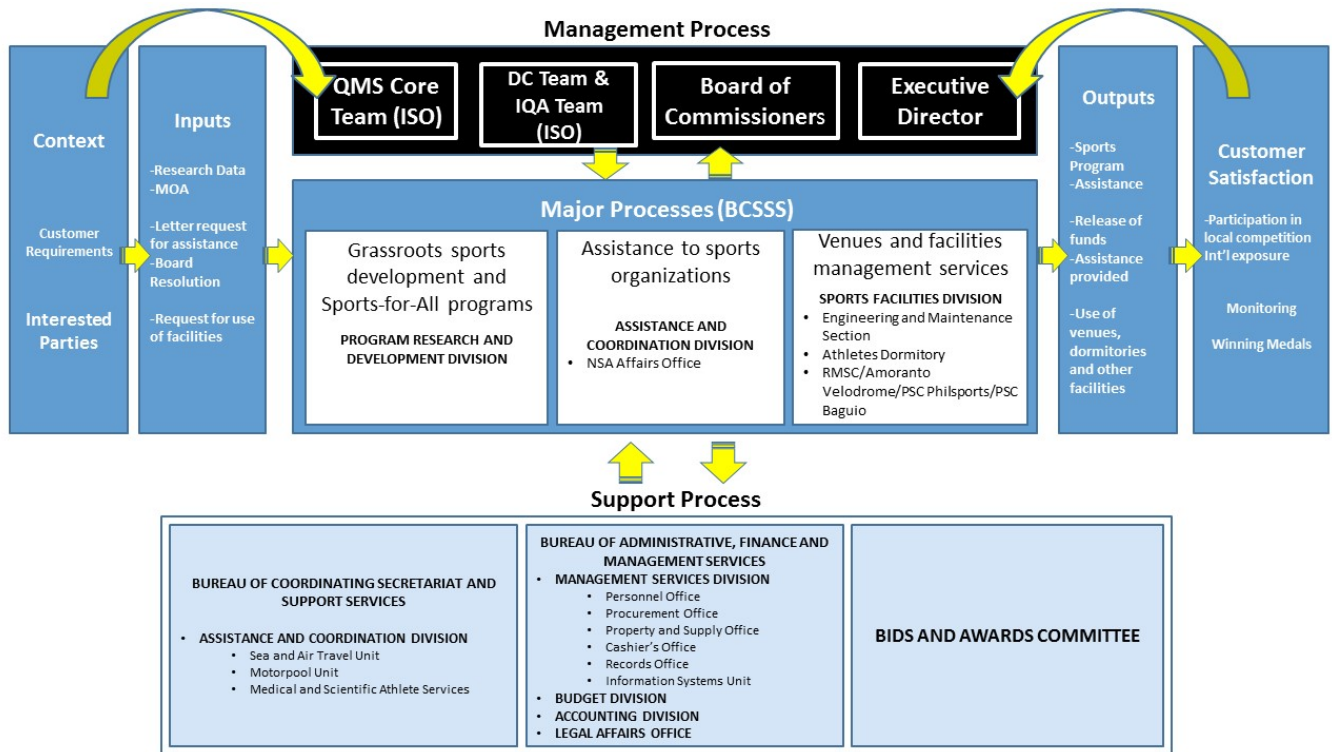 Management Process
QMS Core
Team (ISO)
DC Team &
IQA Team
(ISO)
Board of
Commissioners
Executive
Director
Context
Customer
Requirements
Interested
Parties
Inputs
-Research Data
-MOA
-Letter request
for assistance
-Board
Resolution
-Request for use
of facilities
Major Processes (BCSSS)
Grassroots sports
development and
Sports-for-All programs
PROGRAM RESEARCH AND
DEVELOPMENT DIVISION
Assistance to sports
organizations
ASSISTANCE AND
COORDINATION DIVISION
• NSA Affairs Office
Venues and facilities
management services
SPORTS FACILITIES DIVISION
• Engineering and Maintenance
Section
• Athletes Dormitory
• RMSC/Amoranto
Velodrome/PSC Philsports/PSC
Baguio
Outputs
-Sports
Program
-Assistance
-Release of
funds
-Assistance
provided
-Use of
venues,
dormitories
and other
facilities
Customer
Satisfaction
-Participation in
local competition
Int'l exposure
Monitoring
Winning Medals
Support Process
BUREAU OF COORDINATING SECRETARIAT AND
SUPPORT SERVICES
• ASSISTANCE AND COORDINATION DIVISION
• Sea and Air Travel Unit
• Motorpool Unit
• Medical and Scientific Athlete Services
BUREAU OF ADMINISTRATIVE, FINANCE AND
MANAGEMENT SERVICES
• MANAGEMENT SERVICES DIVISION
• Personnel Office
• Procurement Office
• Property and Supply Office
• Cashier's Office
• Records Office
• Information Systems Unit
• BUDGET DIVISION
• ACCOUNTING DIVISION
• LEGAL AFFAIRS OFFICE
BIDS AND AWARDS COMMITTEE